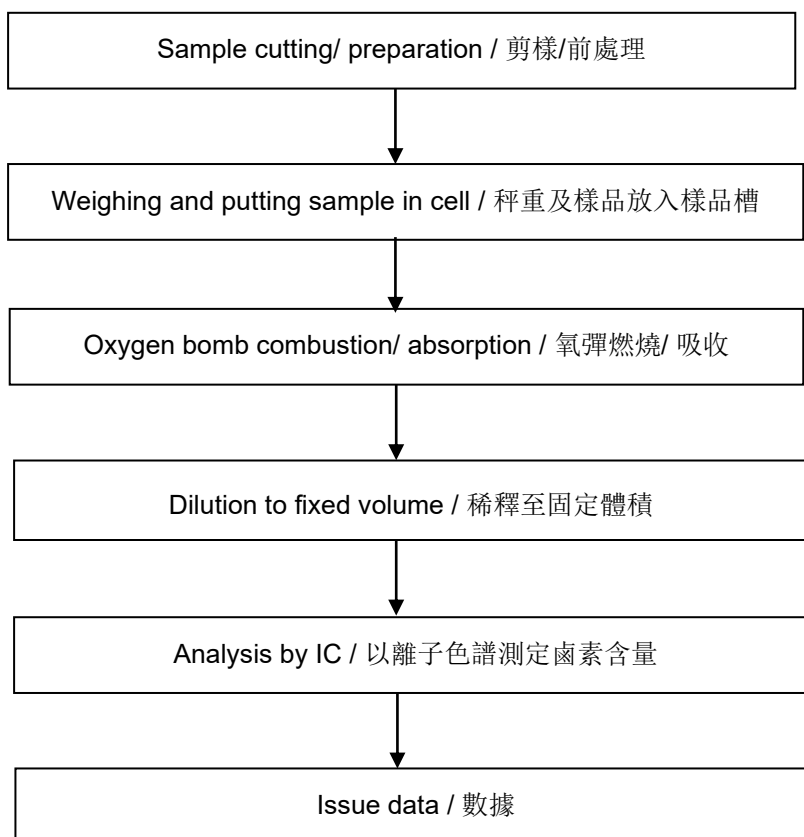 Sample cutting/ preparation / 剪樣/前處理
Weighing and putting sample in cell / 秤重及樣品放入樣品槽
Oxygen bomb combustion/ absorption / 氧彈燃燒/ 吸收
Dilution to fixed volume / 稀釋至固定體積
Analysis by IC / 以離子色譜測定鹵素含量
Issue data / 數據